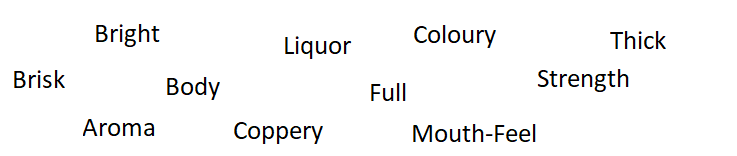 Bright
Liquor
Coloury
Thick
Brisk
Body
Full
Strength
Aroma
Coppery
Mouth-Feel